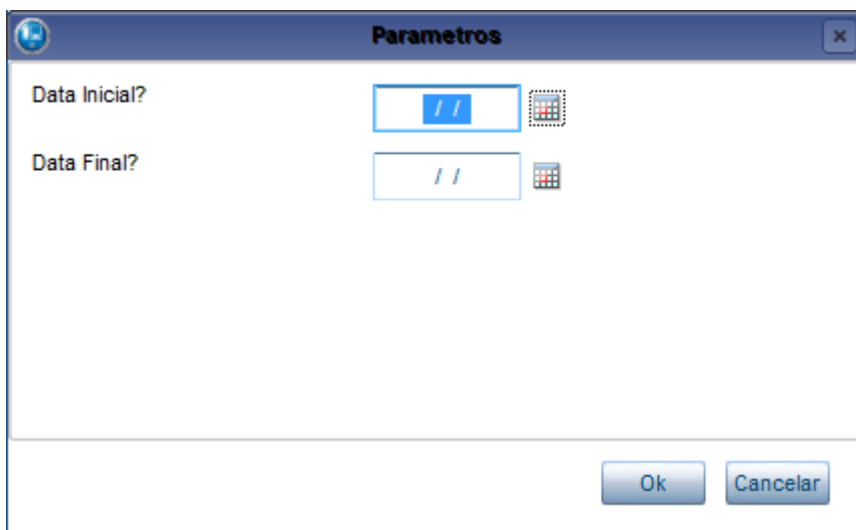 Parametros
Data Inicial?
/ /
Data Final?
/ /
Ok
Cancelar